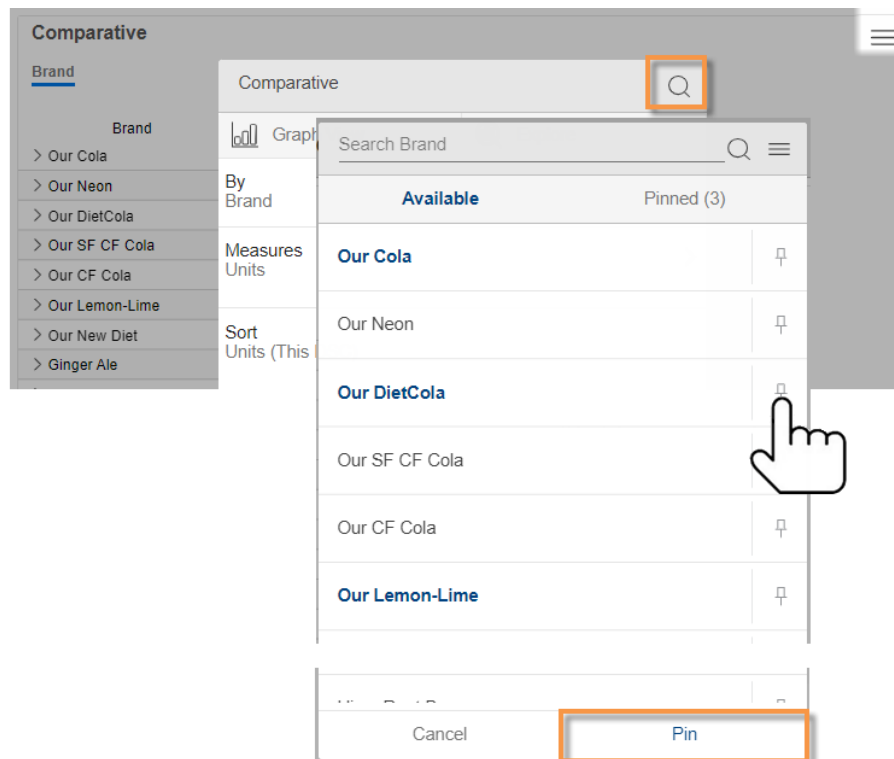 Comparative
Brand
Brand
Our Cola
Our Neon
Our DietCola
Our SF CF Cola
Our CF Cola
Our Lemon-Lime
Our New Diet
Ginger Ale
Comparative
Graph
By
Brand
Measures
Units
Sort
Units (This
Search Brand
Available
Pinned (3)
Our Cola
Our Neon
Our DietCola
Our SF CF Cola
Our CF Cola
Our Lemon-Lime
Cancel
Pin